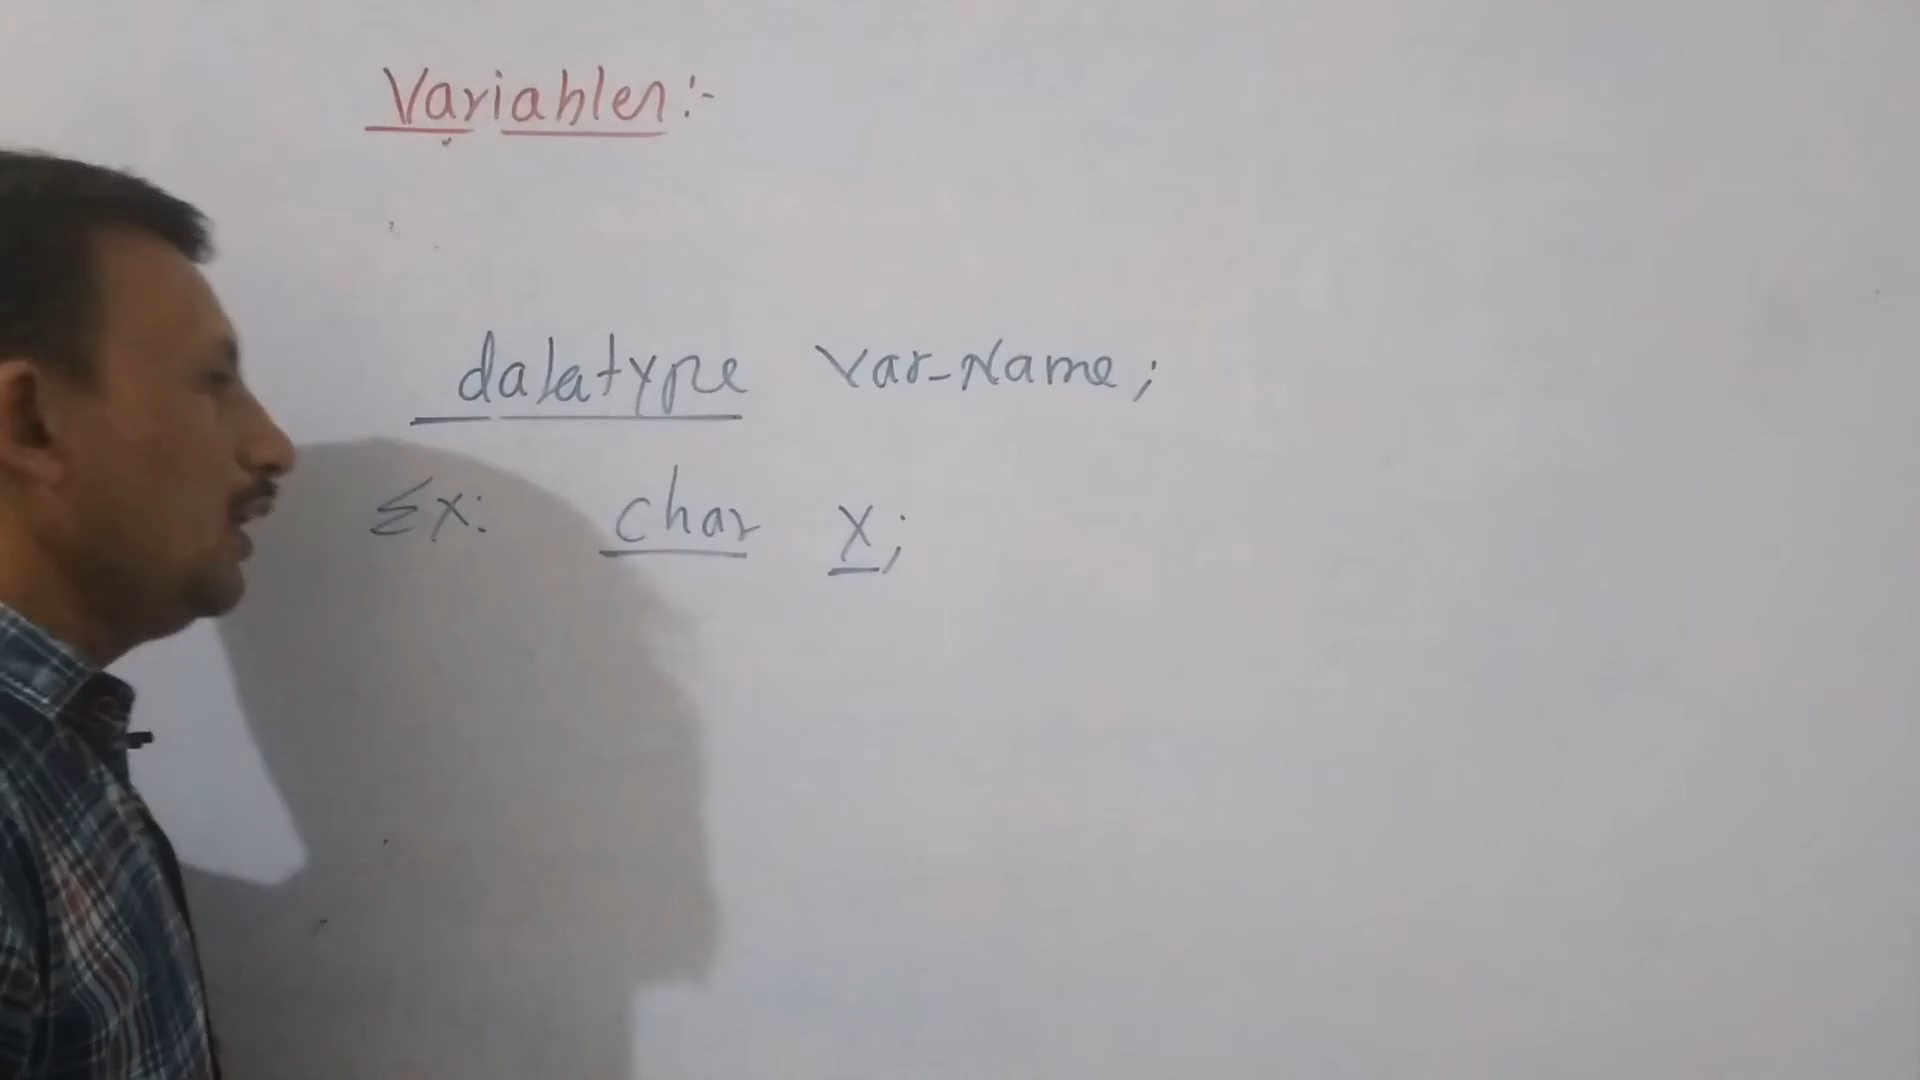 Variables:-
datatype var_Name;
Ex: char x;